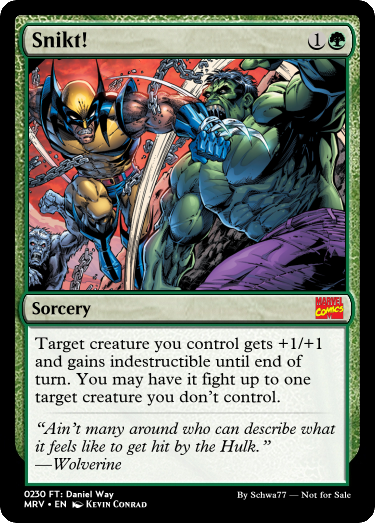 Snikt! 1
Sorcery
MARVEL
COMICS
Target creature you control gets +1/+1
and gains indestructible until end of
turn. You may have it fight up to one
target creature you don’t control.
“Ain’t many around who can describe what
it feels like to get hit by the Hulk.”
—Wolverine
0230 FT: Daniel Way
By Schwa77 — Not for Sale
MRV • EN Kevin Conrad